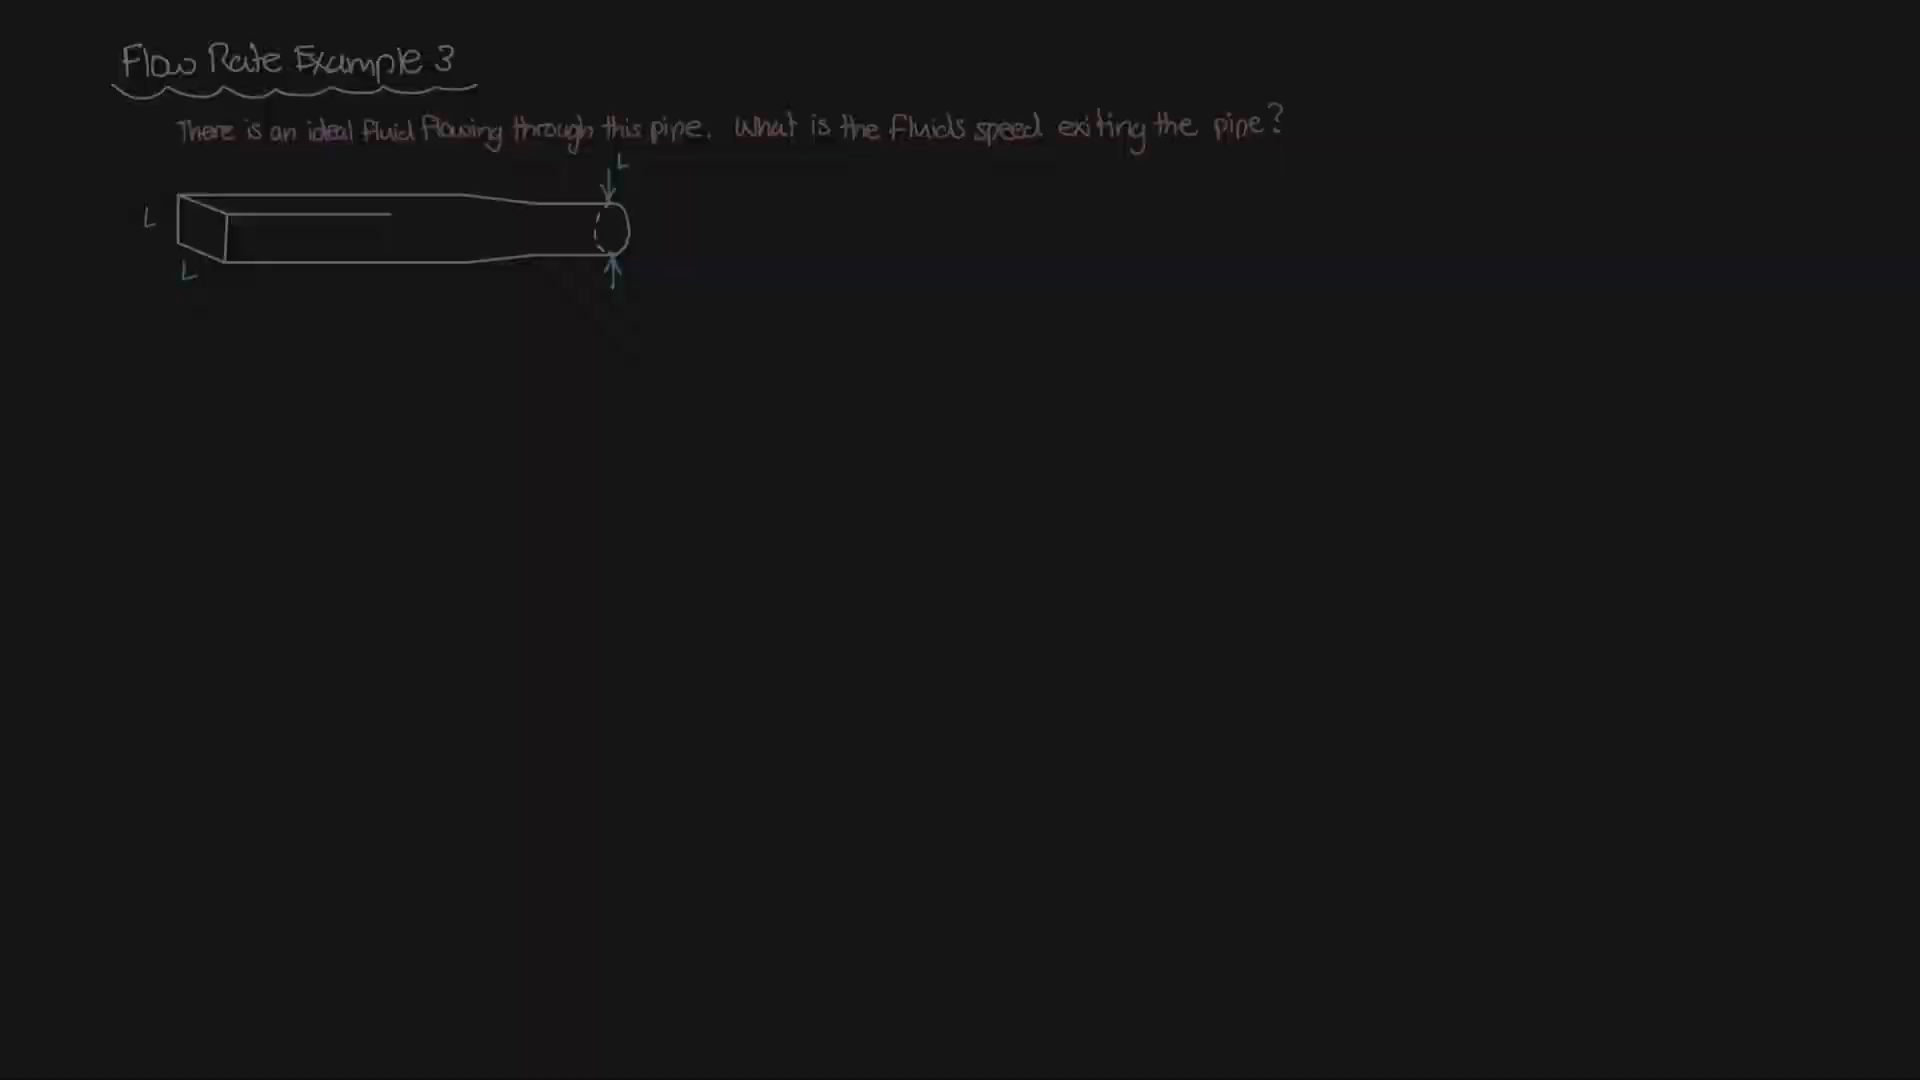 Flow Rate Example 3
There is an ideal fluid flowing through this pipe. What is the fluids speed exiting the pipe?
L
L
L